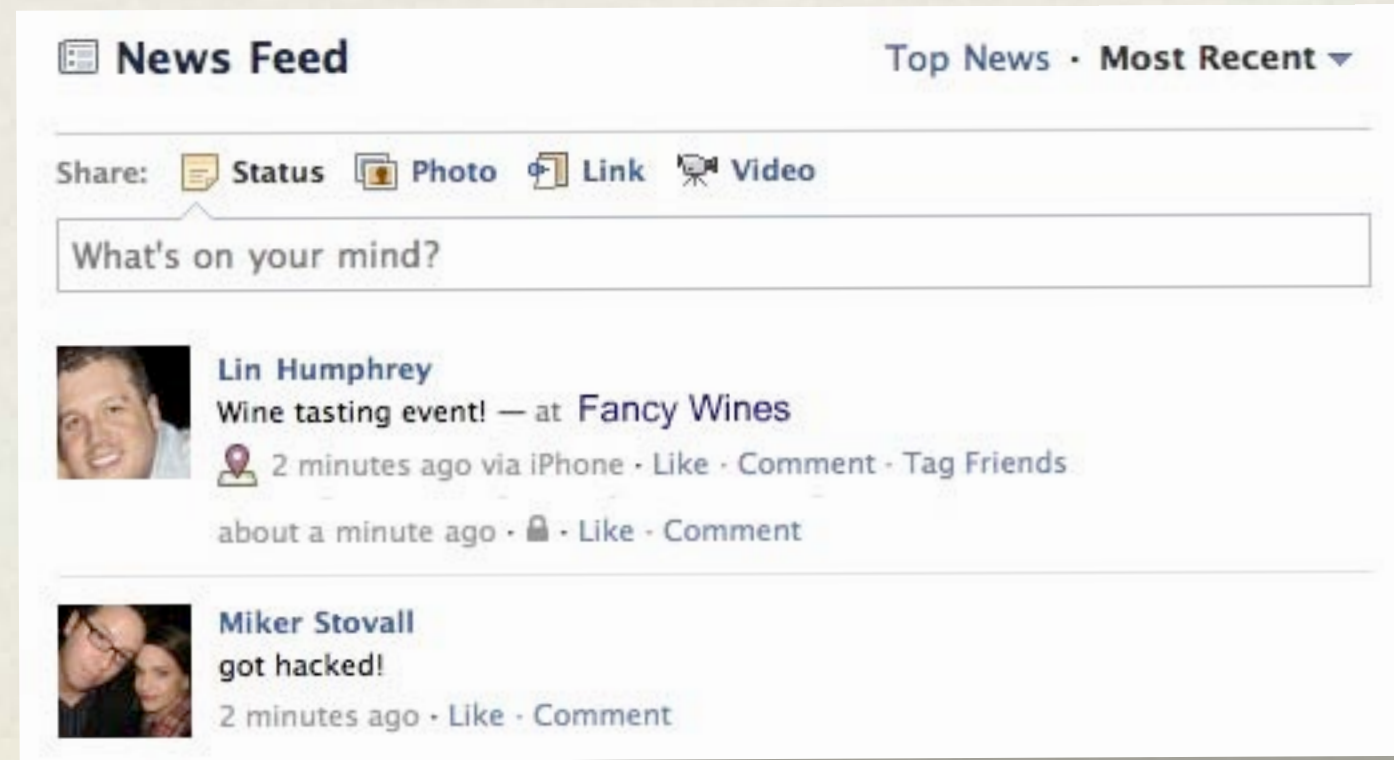 News Feed
Top News · Most Recent
Share: Status Photo Link Video
What's on your mind?
Lin Humphrey
Wine tasting event! — at Fancy Wines
2 minutes ago via iPhone · Like · Comment · Tag Friends
about a minute ago · · Like · Comment
Miker Stovall
got hacked!
2 minutes ago · Like · Comment